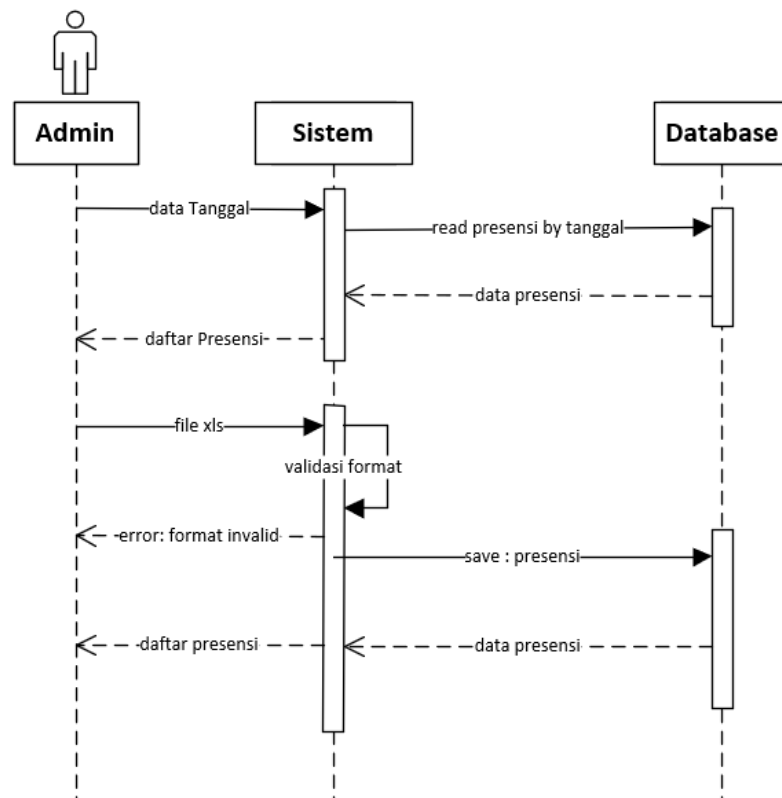 Admin
Sistem
Database
data Tanggal
read presensi by tanggal
data presensi
daftar Presensi
file xls
validasi format
error: format invalid
save : presensi
daftar presensi
data presensi